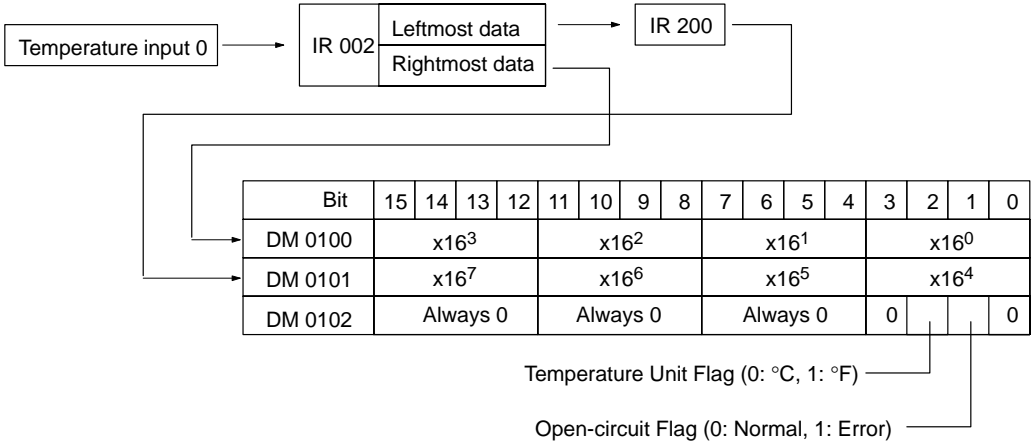 Temperature input 0
IR 002
Leftmost data
Rightmost data
IR 200
Bit 15 14 13 12 11 10 9 8 7 6 5 4 3 2 1 0
DM 0100 x16³ x16² x16¹ x16⁰
DM 0101 x16⁷ x16⁶ x16⁵ x16⁴
DM 0102 Always 0 Always 0 Always 0 0 0
Temperature Unit Flag (0: °C, 1: °F)
Open-circuit Flag (0: Normal, 1: Error)